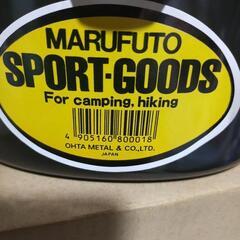 MARUFUTO
SPORT-GOODS
For camping, hiking
4 905160 800018
OHTA METAL & CO., LTD.
JAPAN